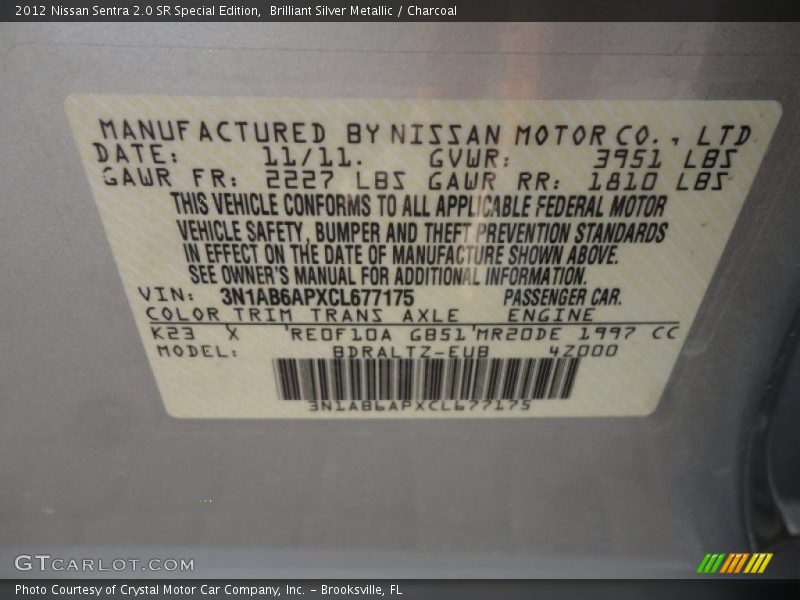 2012 Nissan Sentra 2.0 SR Special Edition, Brilliant Silver Metallic / Charcoal
MANUFACTURED BY NISSAN MOTOR CO., LTD
DATE: 11/11. GVWR: 3951 LBS
GAWR FR: 2227 LBS GAWR RR: 1810 LBS
THIS VEHICLE CONFORMS TO ALL APPLICABLE FEDERAL MOTOR
VEHICLE SAFETY, BUMPER AND THEFT PREVENTION STANDARDS
IN EFFECT ON THE DATE OF MANUFACTURE SHOWN ABOVE.
SEE OWNER'S MANUAL FOR ADDITIONAL INFORMATION.
VIN: 3N1AB6APXCL677175 PASSENGER CAR.
COLOR TRIM TRANS AXLE ENGINE
K23 X RE0F10A GB51 MR20DE 1997 CC
MODEL: BDRALTZ-EUB 4Z000
3N1AB6APXCL677175
GTCARLOT.COM
Photo Courtesy of Crystal Motor Car Company, Inc. – Brooksville, FL